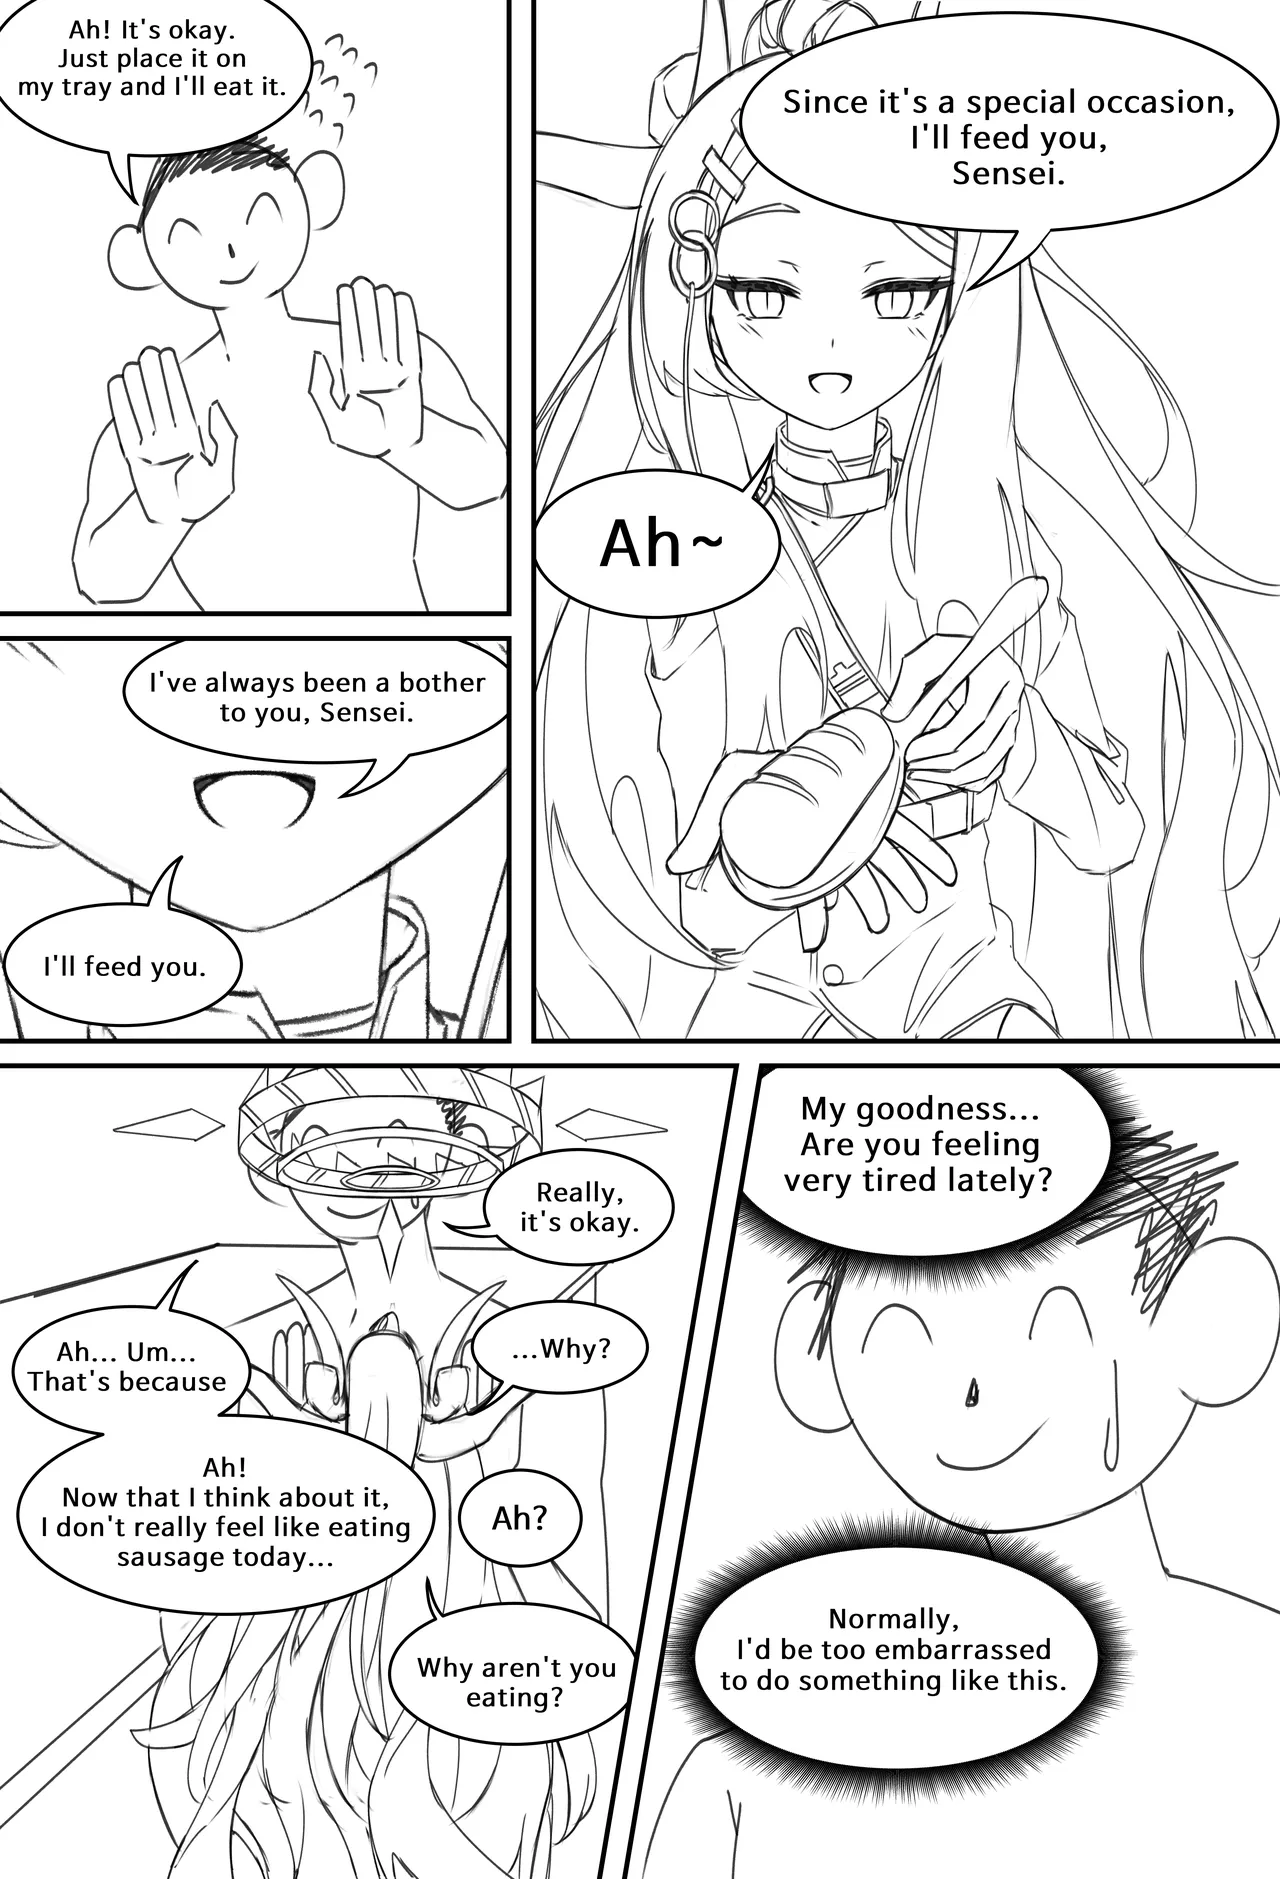 Ah! It's okay.
Just place it on
my tray and I'll eat it.
Since it's a special occasion,
I'll feed you,
Sensei.
Ah~
I've always been a bother
to you, Sensei.
I'll feed you.
Really,
it's okay.
...Why?
Ah... Um...
That's because
Ah!
Now that I think about it,
I don't really feel like eating
sausage today...
Ah?
Why aren't you
eating?
My goodness...
Are you feeling
very tired lately?
Normally,
I'd be too embarrassed
to do something like this.